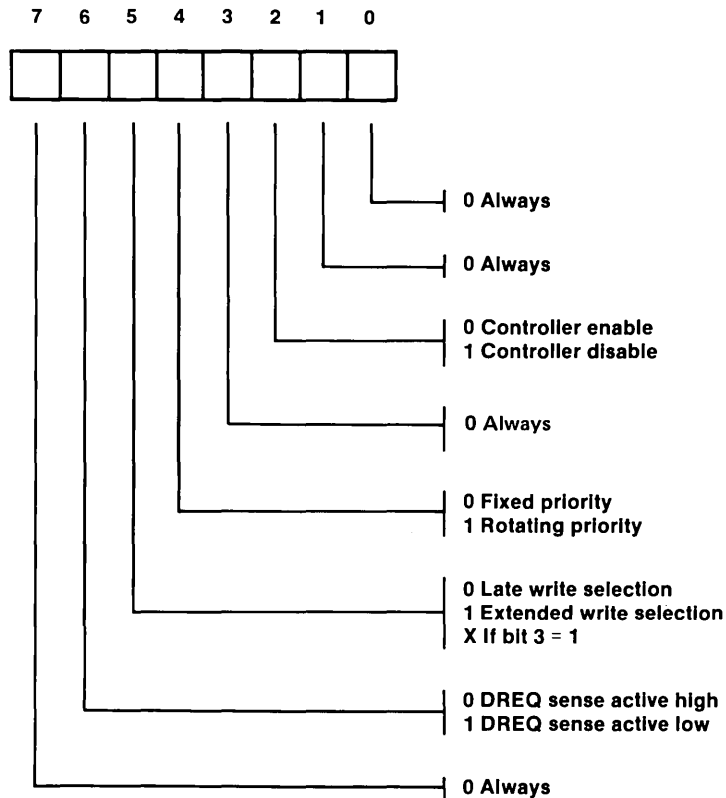 7 6 5 4 3 2 1 0
0 Always
0 Always
0 Controller enable
1 Controller disable
0 Always
0 Fixed priority
1 Rotating priority
0 Late write selection
1 Extended write selection
X If bit 3 = 1
0 DREQ sense active high
1 DREQ sense active low
0 Always